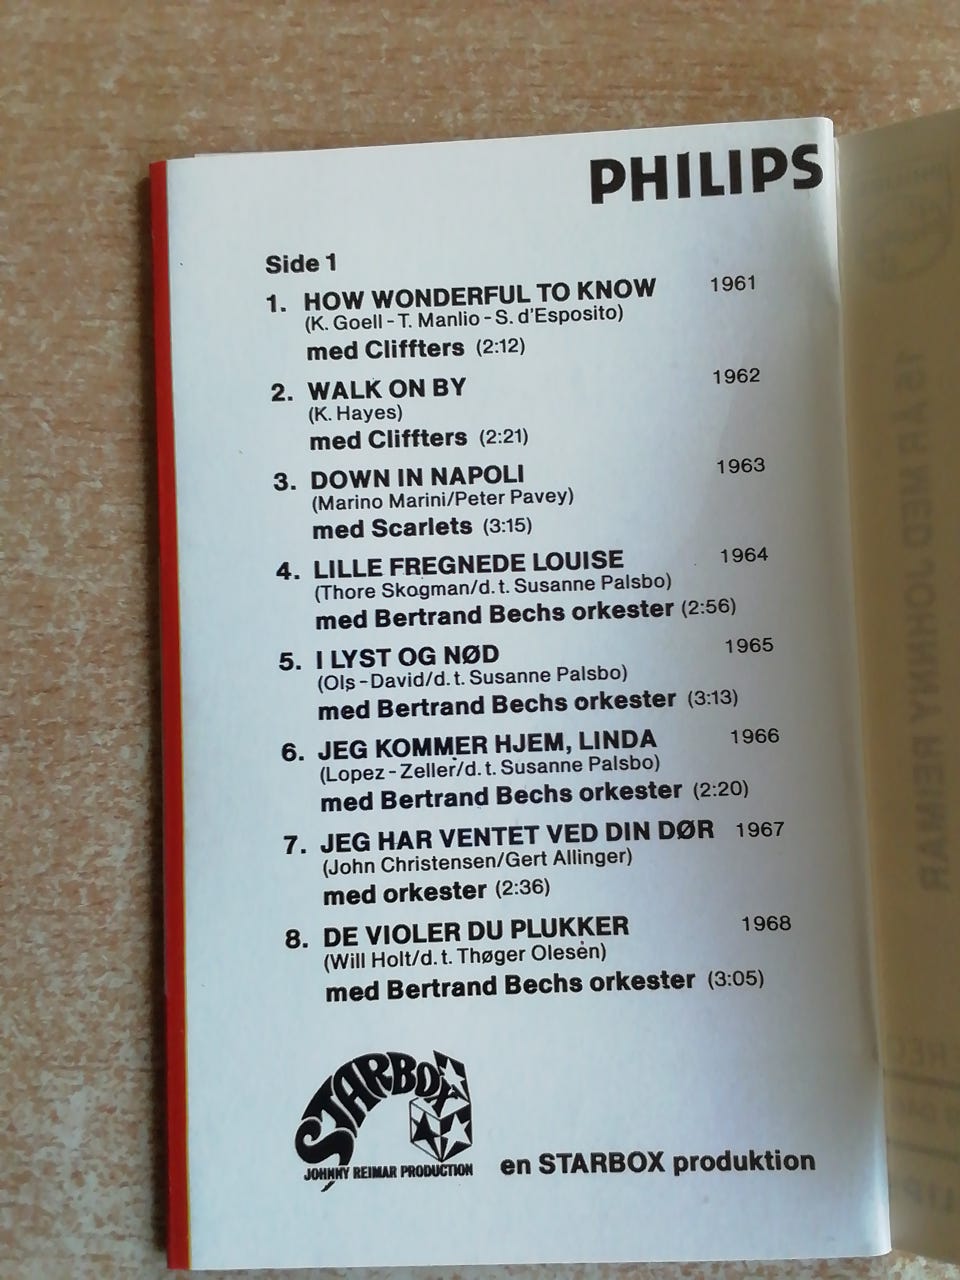 PHILIPS
Side 1
1. HOW WONDERFUL TO KNOW 1961
(K. Goell - T. Manlio - S. d'Esposito)
med Cliffters (2:12)
2. WALK ON BY 1962
(K. Hayes)
med Cliffters (2:21)
3. DOWN IN NAPOLI 1963
(Marino Marini/Peter Pavey)
med Scarlets (3:15)
4. LILLE FREGNEDE LOUISE 1964
(Thore Skogman/d. t. Susanne Palsbo)
med Bertrand Bechs orkester (2:56)
5. I LYST OG NØD 1965
(Ols - David/d. t. Susanne Palsbo)
med Bertrand Bechs orkester (3:13)
6. JEG KOMMER HJEM, LINDA 1966
(Lopez - Zeller/d. t. Susanne Palsbo)
med Bertrand Bechs orkester (2:20)
7. JEG HAR VENTET VED DIN DØR 1967
(John Christensen/Gert Allinger)
med orkester (2:36)
8. DE VIOLER DU PLUKKER 1968
(Will Holt/d. t. Thøger Olesen)
med Bertrand Bechs orkester (3:05)
STARBOX
JOHNNY REIMAR PRODUCTION
en STARBOX produktion
15 ÅR MED JOHNNY REIMAR